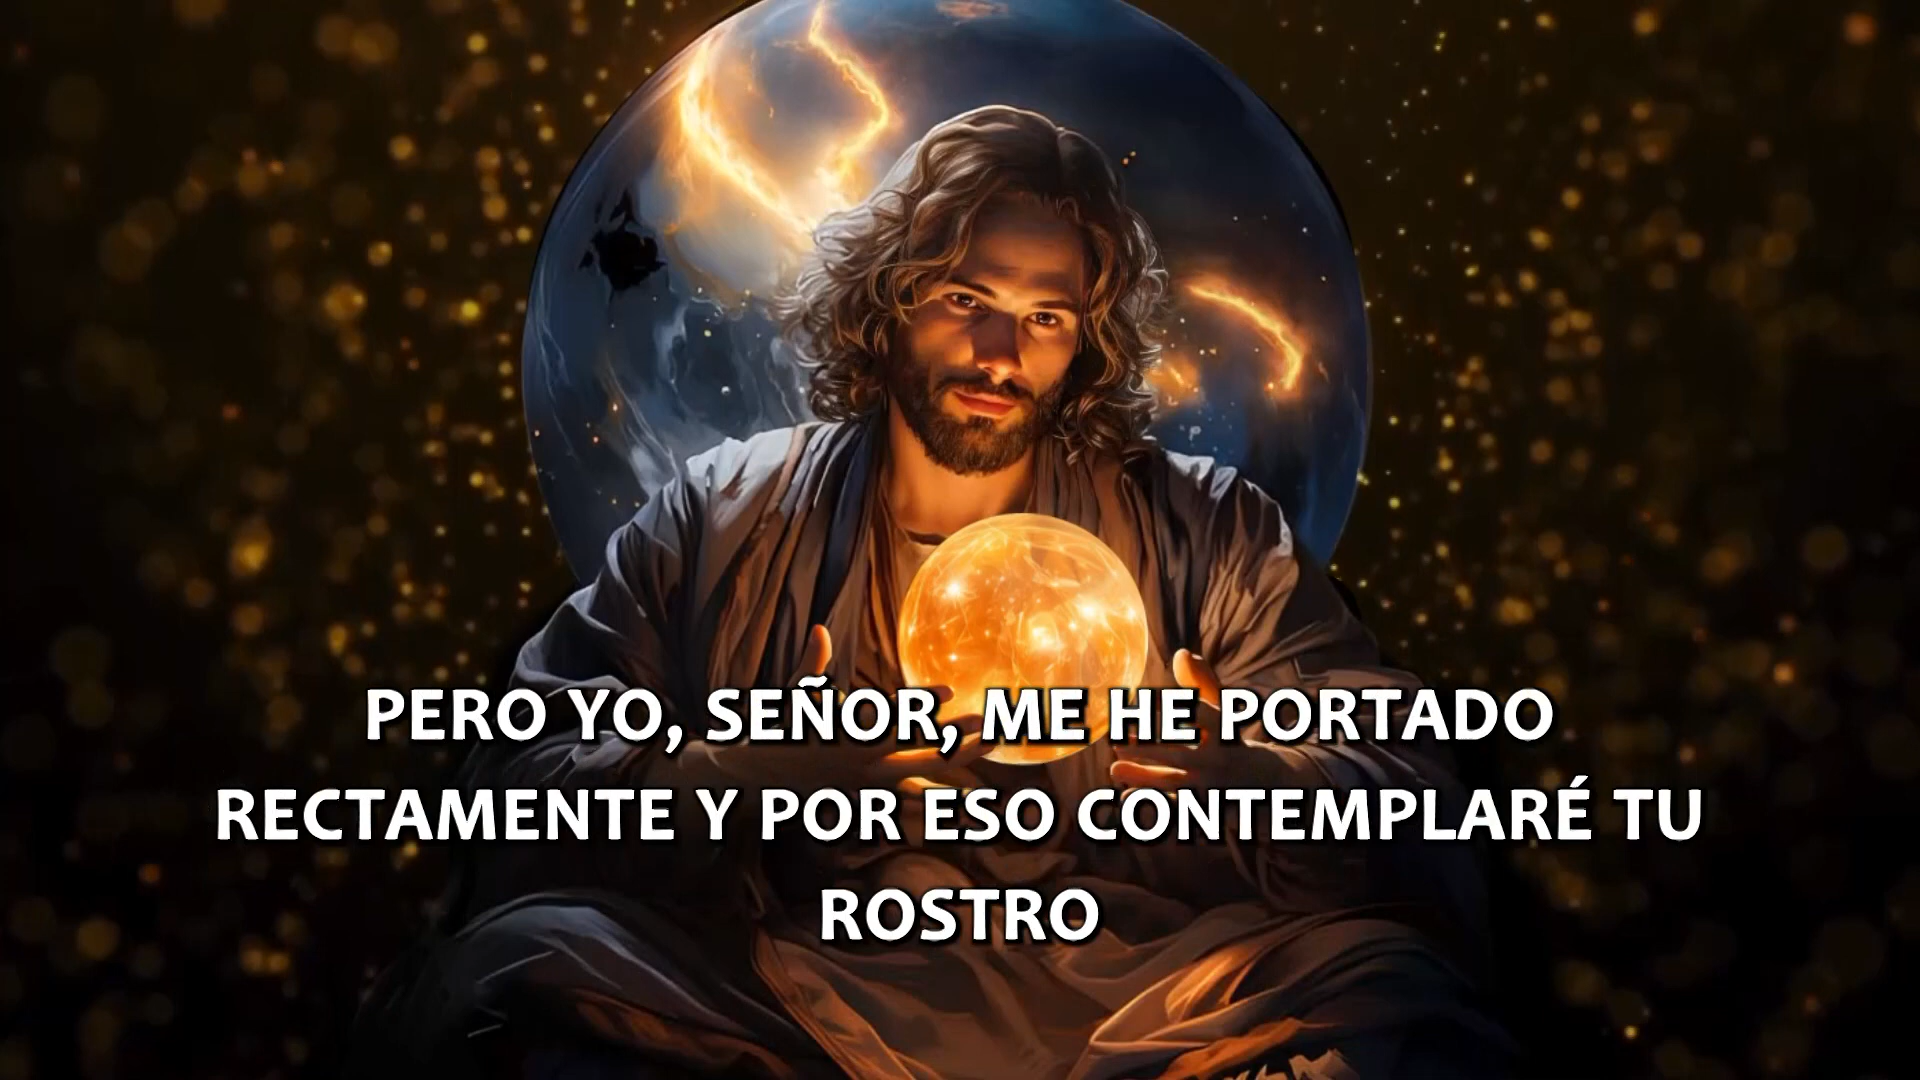 PERO YO, SEÑOR, ME HE PORTADO
RECTAMENTE Y POR ESO CONTEMPLARÉ TU
ROSTRO